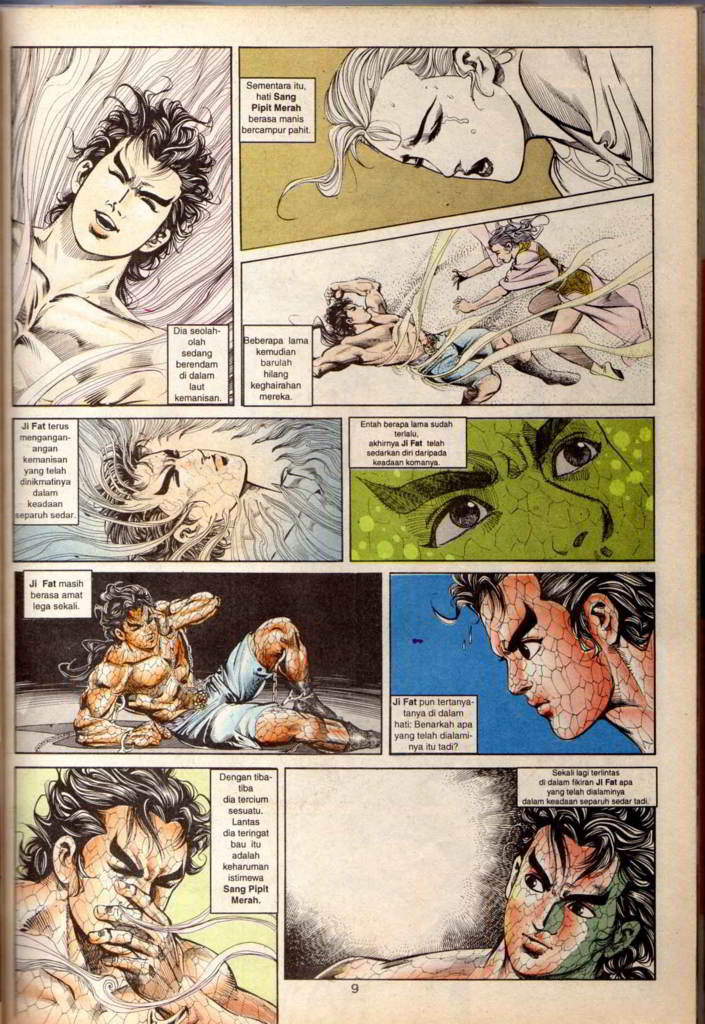 Dia seolah-
olah
sedang
berendam
di dalam
laut
kemanisan.
Sementara itu,
hati Sang
Pipit Merah
berasa manis
bercampur pahit.
Beberapa lama
kemudian
barulah
hilang
keghairahan
mereka.
Ji Fat terus
mengangan-
angan
kemanisan
yang telah
dinikmatinya
dalam
keadaan
separuh sedar.
Entah berapa lama sudah
terlalu,
akhirnya Ji Fat telah
sedarkan diri daripada
keadaan komanya.
Ji Fat masih
berasa amat
lega sekali.
Ji Fat pun tertanya-
tanya di dalam
hati: Benarkah apa
yang telah dialami-
nya itu tadi?
Dengan tiba-
tiba
dia tercium
sesuatu.
Lantas
dia teringat
bau itu
adalah
keharuman
istimewa
Sang Pipit
Merah.
Sekali lagi terlintas
di dalam fikiran Ji Fat apa
yang telah dialaminya
dalam keadaan separuh sedar tadi.
9